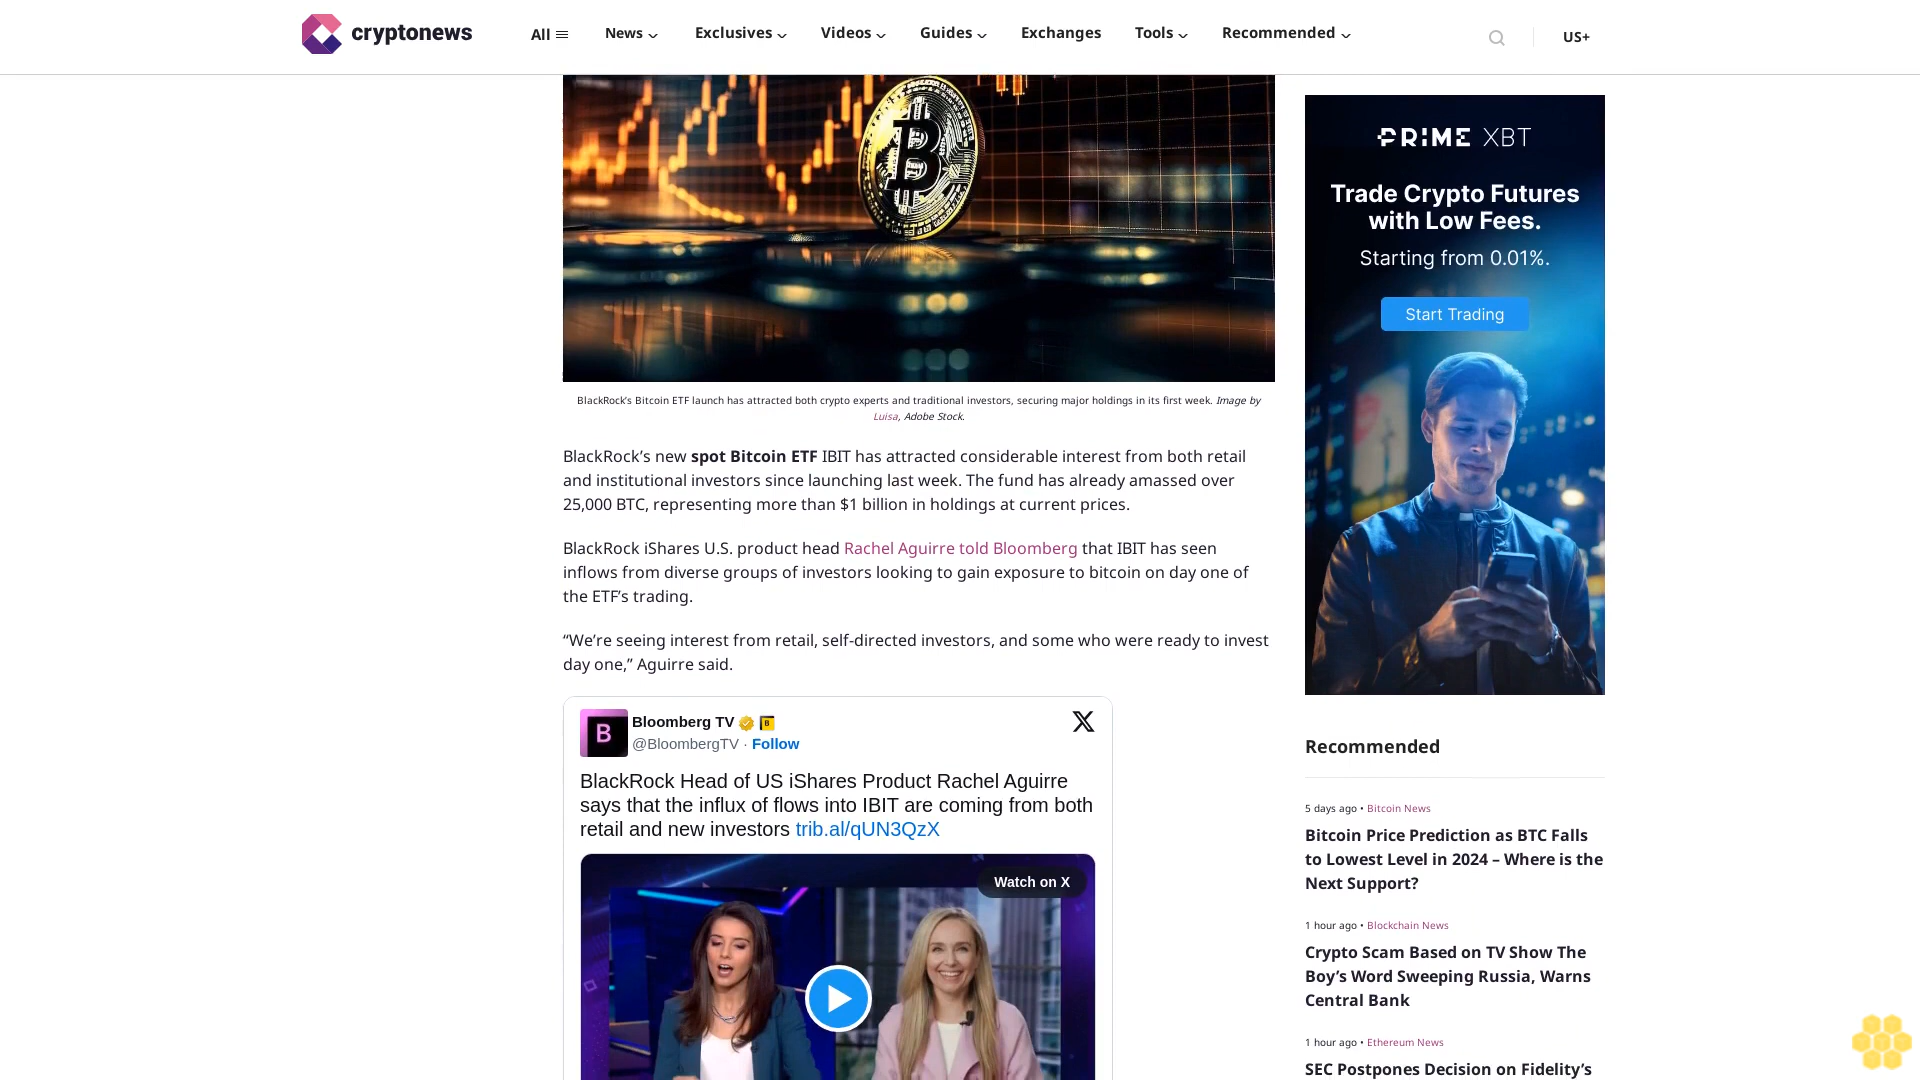 cryptonews
All
News
Exclusives
Videos
Guides
Exchanges
Tools
Recommended
US+
BlackRock’s Bitcoin ETF launch has attracted both crypto experts and traditional investors, securing major holdings in its first week. Image by
Luisa, Adobe Stock.
BlackRock’s new spot Bitcoin ETF IBIT has attracted considerable interest from both retail
and institutional investors since launching last week. The fund has already amassed over
25,000 BTC, representing more than $1 billion in holdings at current prices.
BlackRock iShares U.S. product head Rachel Aguirre told Bloomberg that IBIT has seen
inflows from diverse groups of investors looking to gain exposure to bitcoin on day one of
the ETF’s trading.
“We’re seeing interest from retail, self-directed investors, and some who were ready to invest
day one,” Aguirre said.
B
Bloomberg TV
B
@BloombergTV · Follow
BlackRock Head of US iShares Product Rachel Aguirre
says that the influx of flows into IBIT are coming from both
retail and new investors trib.al/qUN3QzX
Watch on X
PRIME XBT
Trade Crypto Futures
with Low Fees.
Starting from 0.01%.
Start Trading
Recommended
5 days ago • Bitcoin News
Bitcoin Price Prediction as BTC Falls
to Lowest Level in 2024 – Where is the
Next Support?
1 hour ago • Blockchain News
Crypto Scam Based on TV Show The
Boy’s Word Sweeping Russia, Warns
Central Bank
1 hour ago • Ethereum News
SEC Postpones Decision on Fidelity’s